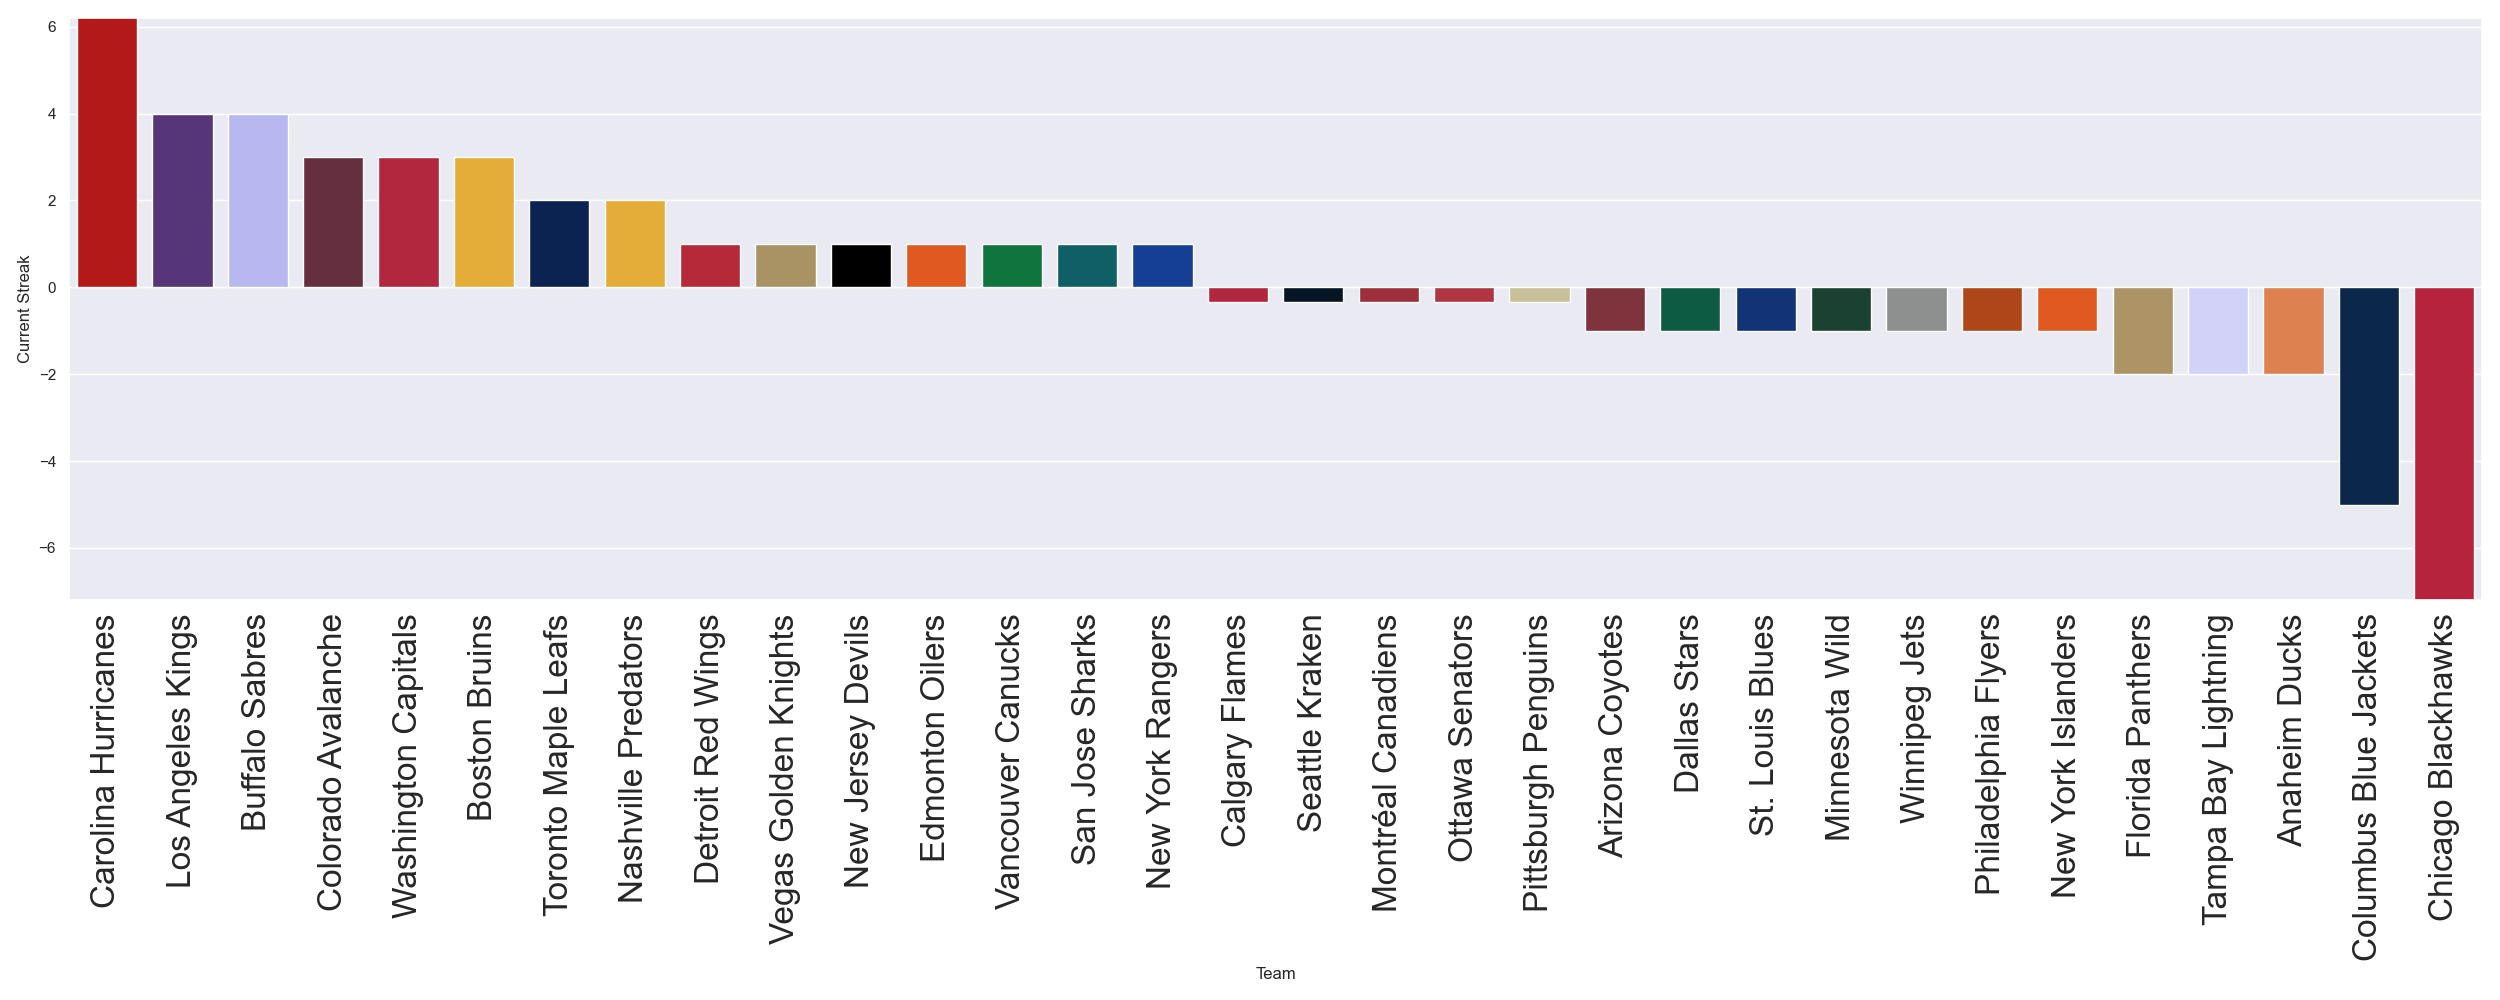 6
4
2
0
−2
−4
−6
Current Streak
Carolina Hurricanes
Los Angeles Kings
Buffalo Sabres
Colorado Avalanche
Washington Capitals
Boston Bruins
Toronto Maple Leafs
Nashville Predators
Detroit Red Wings
Vegas Golden Knights
New Jersey Devils
Edmonton Oilers
Vancouver Canucks
San Jose Sharks
New York Rangers
Calgary Flames
Seattle Kraken
Montréal Canadiens
Ottawa Senators
Pittsburgh Penguins
Arizona Coyotes
Dallas Stars
St. Louis Blues
Minnesota Wild
Winnipeg Jets
Philadelphia Flyers
New York Islanders
Florida Panthers
Tampa Bay Lightning
Anaheim Ducks
Columbus Blue Jackets
Chicago Blackhawks
Team